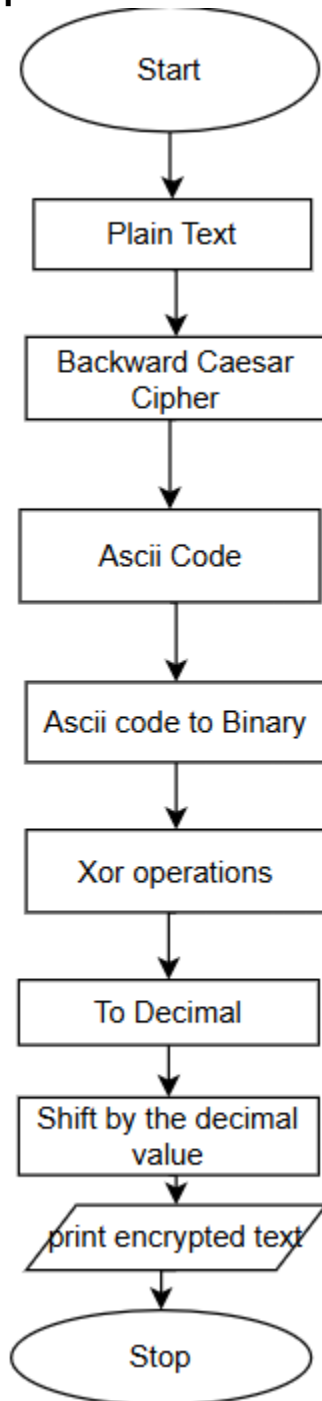 Start
Plain Text
Backward Caesar
Cipher
Ascii Code
Ascii code to Binary
Xor operations
To Decimal
Shift by the decimal
value
print encrypted text
Stop